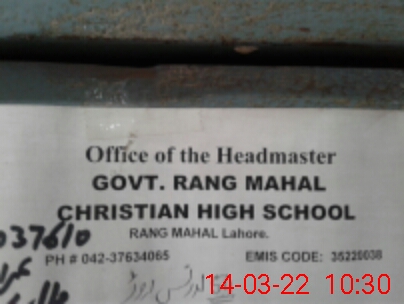 Office of the Headmaster
GOVT. RANG MAHAL
CHRISTIAN HIGH SCHOOL
RANG MAHAL Lahore.
037610
PH # 042-37634065 EMIS CODE: 35220038
14-03-22 10:30